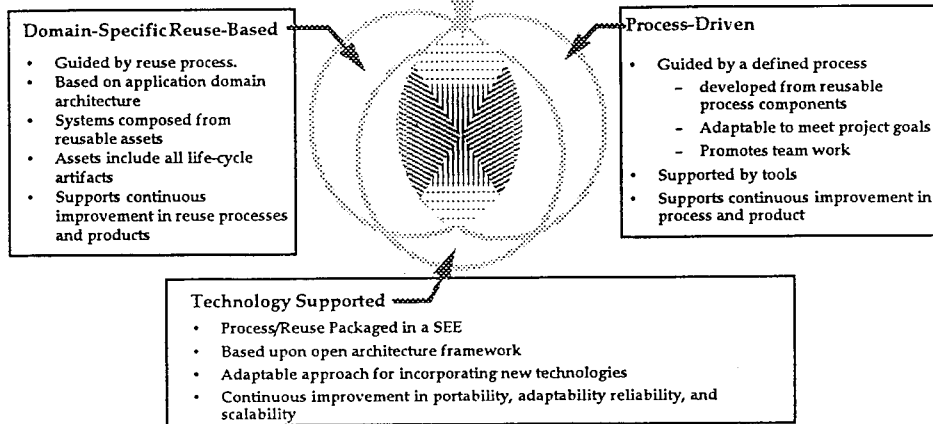 Domain-Specific Reuse-Based
• Guided by reuse process.
• Based on application domain
architecture
• Systems composed from
reusable assets
• Assets include all life-cycle
artifacts
• Supports continuous
improvement in reuse processes
and products
Process-Driven
• Guided by a defined process
– developed from reusable
process components
– Adaptable to meet project goals
– Promotes team work
• Supported by tools
• Supports continuous improvement in
process and product
Technology Supported
• Process/Reuse Packaged in a SEE
• Based upon open architecture framework
• Adaptable approach for incorporating new technologies
• Continuous improvement in portability, adaptability reliability, and
scalability